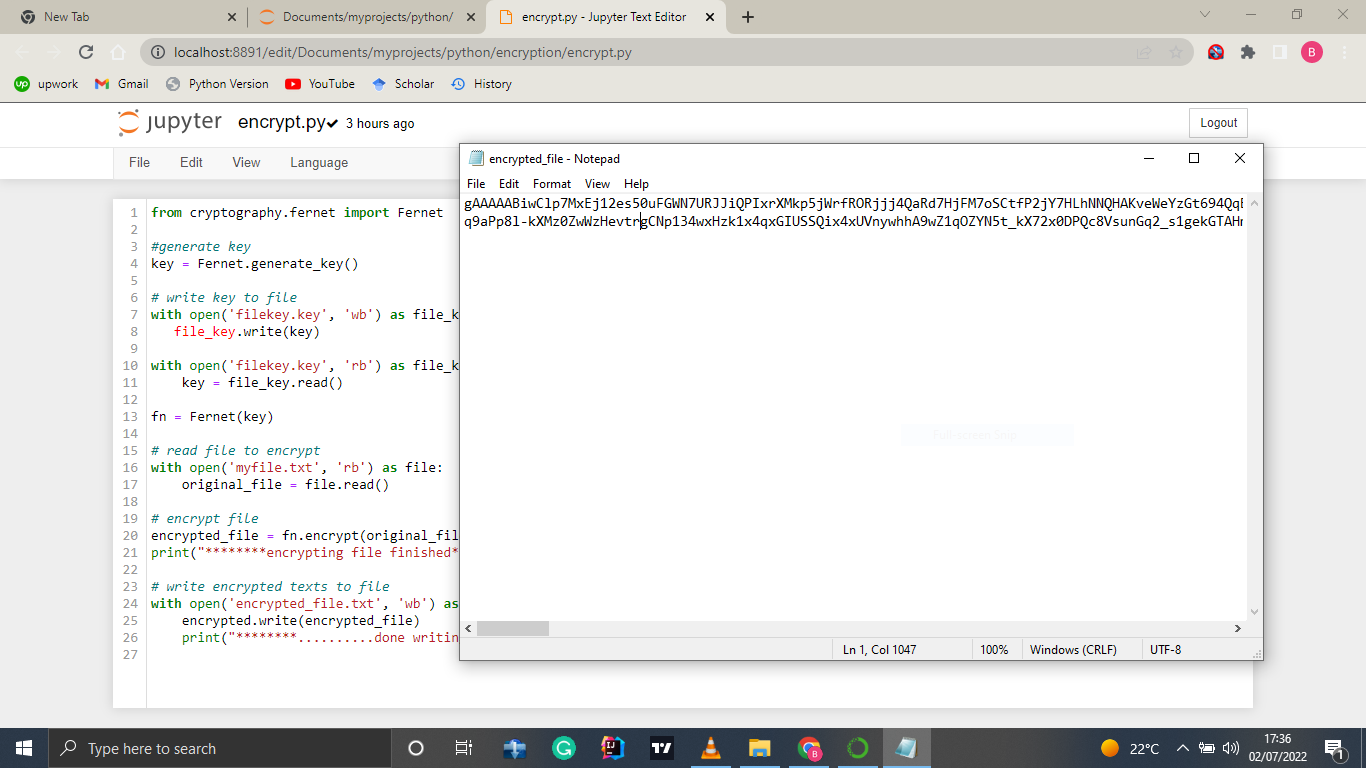 New Tab
Documents/myprojects/python/
encrypt.py - Jupyter Text Editor
localhost:8891/edit/Documents/myprojects/python/encryption/encrypt.py
B
up upwork
Gmail
Python Version
YouTube
Scholar
History
jupyter encrypt.py 3 hours ago
Logout
File Edit View Language
1 from cryptography.fernet import Fernet
2
3 #generate key
4 key = Fernet.generate_key()
5
6 # write key to file
7 with open('filekey.key', 'wb') as file_k
8 file_key.write(key)
9
10 with open('filekey.key', 'rb') as file_k
11 key = file_key.read()
12
13 fn = Fernet(key)
14
15 # read file to encrypt
16 with open('myfile.txt', 'rb') as file:
17 original_file = file.read()
18
19 # encrypt file
20 encrypted_file = fn.encrypt(original_fil
21 print("********encrypting file finished*
22
23 # write encrypted texts to file
24 with open('encrypted_file.txt', 'wb') as
25 encrypted.write(encrypted_file)
26 print("********..........done writin
27
encrypted_file - Notepad
File Edit Format View Help
gAAAAABiwClp7MxEj12es50uFGWN7URJJiQPIxrXMkp5jWrfRORjjj4QaRd7HjFM7oSCtfP2jY7HLhNNQHAKveWeYzGt694Qq
q9aPp8l-kXMz0ZwWzHevtrgCNp134wxHzk1x4qxGIUSSQix4xUVnywhhA9wZ1qOZYN5t_kX72x0DPQc8VsunGq2_s1gekGTAH
Ln 1, Col 1047
100%
Windows (CRLF)
UTF-8
Type here to search
22°C
17:36
02/07/2022
1